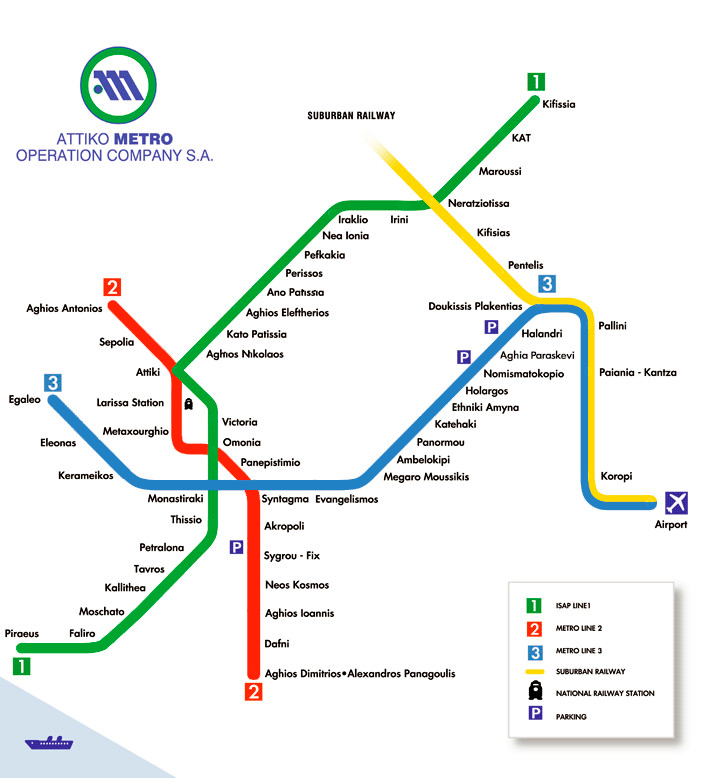 ATTIKO METRO
OPERATION COMPANY S.A.
SUBURBAN RAILWAY
1
Kifissia
KAT
Maroussi
Neratziotissa
Iraklio
Irini
Nea Ionia
Kifisias
Pefkakia
Pentelis
Perissos
3
2
Ano Patissia
Aghios Antonios
Doukissis Plakentias
Aghios Eleftherios
Pallini
P
Kato Patissia
Halandri
Sepolia
Aghios Nikolaos
P
Aghia Paraskevi
Attiki
Nomismatokopio
Paiania - Kantza
3
Holargos
Egaleo
Larissa Station
Ethniki Amyna
Victoria
Katehaki
Metaxourghio
Omonia
Panormou
Eleonas
Panepistimio
Ambelokipi
Kerameikos
Megaro Moussikis
Koropi
Monastiraki
Syntagma
Evangelismos
Thissio
Akropoli
Airport
Petralona
P
Sygrou - Fix
Tavros
Kallithea
Neos Kosmos
Moschato
Aghios Ioannis
Piraeus
Faliro
Dafni
1
Aghios Dimitrios•Alexandros Panagoulis
2
1 ISAP LINE1
2 METRO LINE 2
3 METRO LINE 3
SUBURBAN RAILWAY
NATIONAL RAILWAY STATION
P PARKING